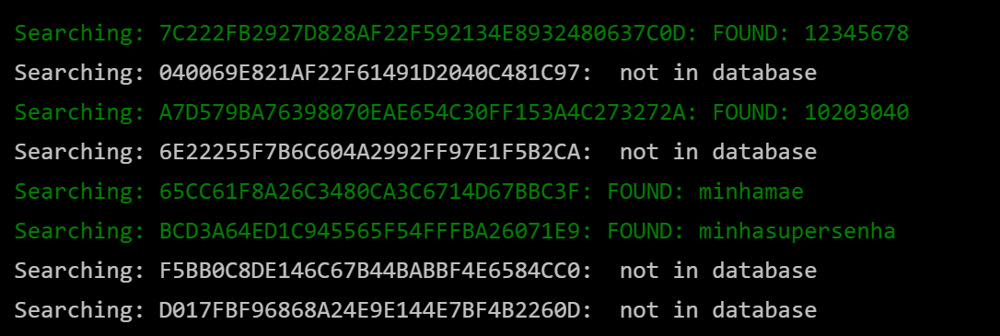 Searching: 7C222FB2927D828AF22F592134E8932480637C0D: FOUND: 12345678
Searching: 040069E821AF22F61491D2040C481C97:  not in database
Searching: A7D579BA76398070EAE654C30FF153A4C273272A: FOUND: 10203040
Searching: 6E22255F7B6C604A2992FF97E1F5B2CA:  not in database
Searching: 65CC61F8A26C3480CA3C6714D67BBC3F: FOUND: minhamae
Searching: BCD3A64ED1C945565F54FFFBA26071E9: FOUND: minhasupersenha
Searching: F5BB0C8DE146C67B44BABBF4E6584CC0:  not in database
Searching: D017FBF96868A24E9E144E7BF4B2260D:  not in database